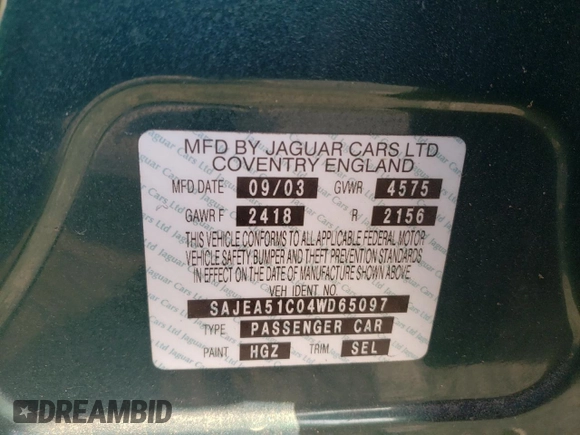 MFD BY JAGUAR CARS LTD
COVENTRY ENGLAND
MFD DATE 09/03 GVWR 4575
GAWR F 2418 R 2156
THIS VEHICLE CONFORMS TO ALL APPLICABLE FEDERAL MOTOR
VEHICLE SAFETY BUMPER AND THEFT PREVENTION STANDARDS
IN EFFECT ON THE DATE OF MANUFACTURE SHOWN ABOVE
VEH IDENT NO
SAJEA51C04WD65097
TYPE PASSENGER CAR
PAINT HGZ TRIM SEL
DREAMBID